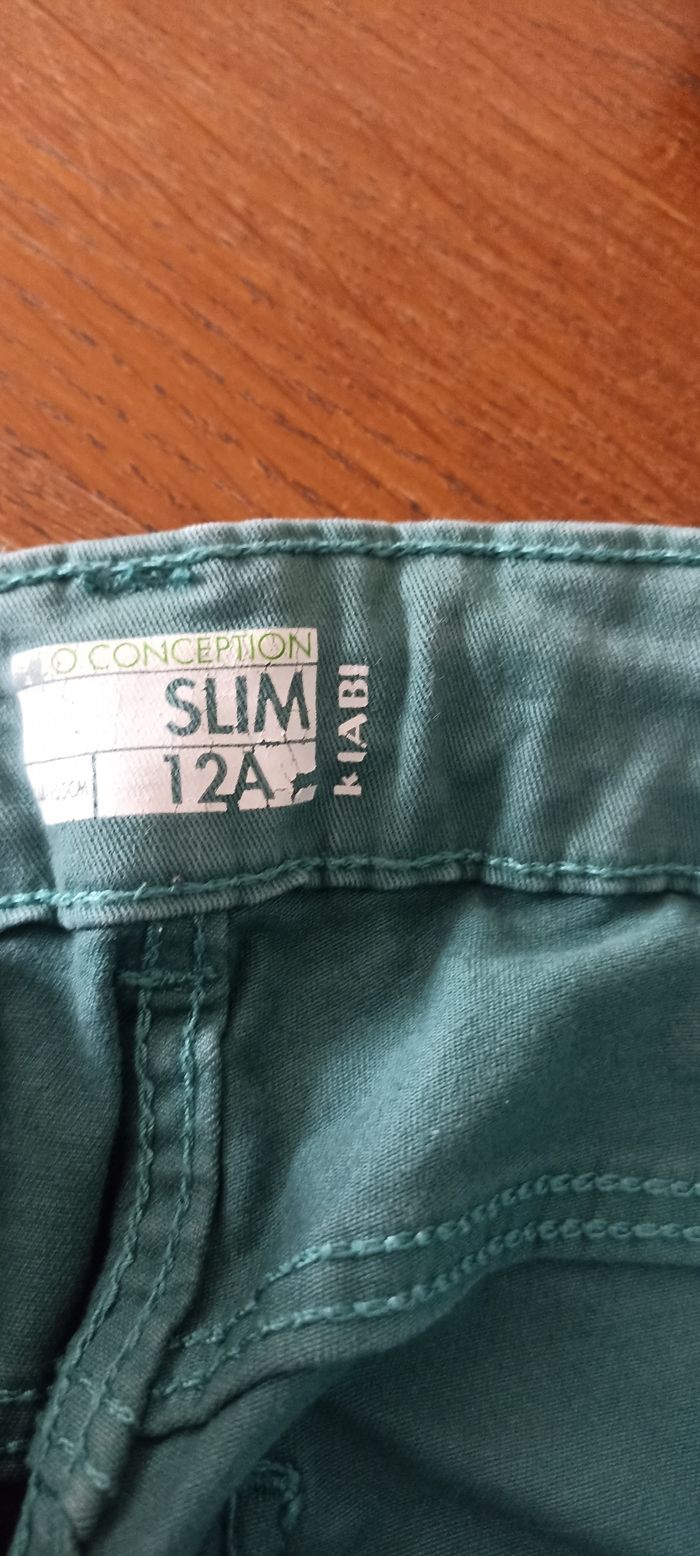 CONCEPTION
SLIM
12A
KIABI